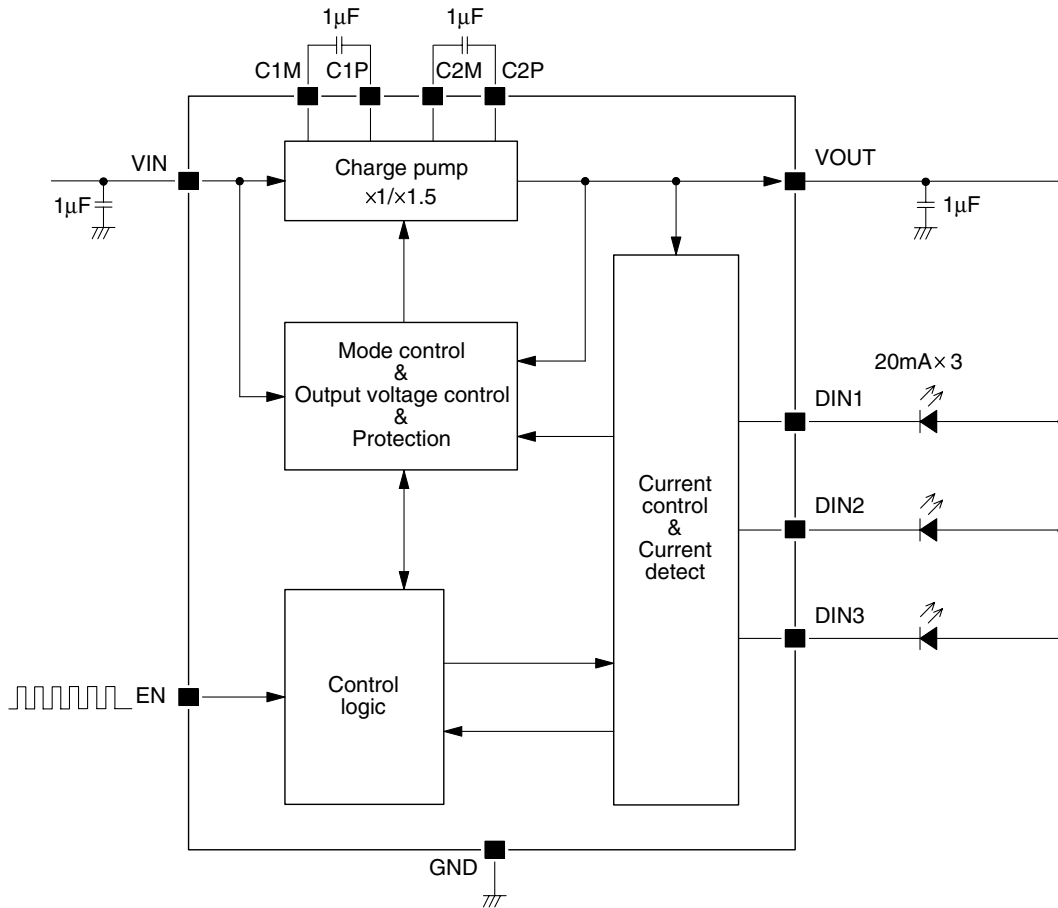 1μF
1μF
C1M
C1P
C2M
C2P
VIN
Charge pump
×1/×1.5
VOUT
1μF
1μF
Mode control
&
Output voltage control
&
Protection
20mA×3
DIN1
Current
control
&
Current
detect
DIN2
DIN3
EN
Control
logic
GND